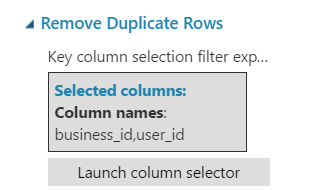 Remove Duplicate Rows
Key column selection filter exp...
Selected columns:
Column names:
business_id,user_id
Launch column selector